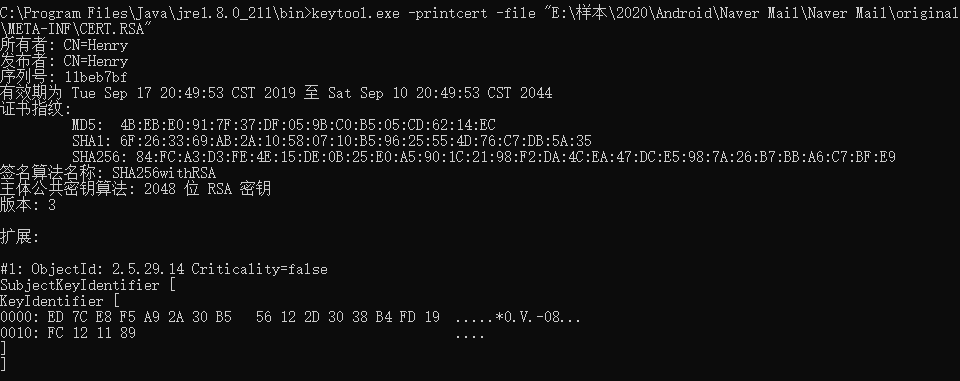 C:\Program Files\Java\jre1.8.0_211\bin>keytool.exe -printcert -file "E:\样本\2020\Android\Naver Mail\Naver Mail\original
\META-INF\CERT.RSA"
所有者: CN=Henry
发布者: CN=Henry
序列号: 11beb7bf
有效期为 Tue Sep 17 20:49:53 CST 2019 至 Sat Sep 10 20:49:53 CST 2044
证书指纹:
MD5:  4B:EB:E0:91:7F:37:DF:05:9B:C0:B5:05:CD:62:14:EC
SHA1: 6F:26:33:69:AB:2A:10:58:07:10:B5:96:25:55:4D:76:C7:DB:5A:35
SHA256: 84:FC:A3:D3:FE:4E:15:DE:0B:25:E0:A5:90:1C:21:98:F2:DA:4C:EA:47:DC:E5:98:7A:26:B7:BB:A6:C7:BF:E9
签名算法名称: SHA256withRSA
主体公共密钥算法: 2048 位 RSA 密钥
版本: 3
扩展:
#1: ObjectId: 2.5.29.14 Criticality=false
SubjectKeyIdentifier [
KeyIdentifier [
0000: ED 7C E8 F5 A9 2A 30 B5   56 12 2D 30 38 B4 FD 19  .....*0.V.-08...
0010: FC 12 11 89                                        ....
]
]